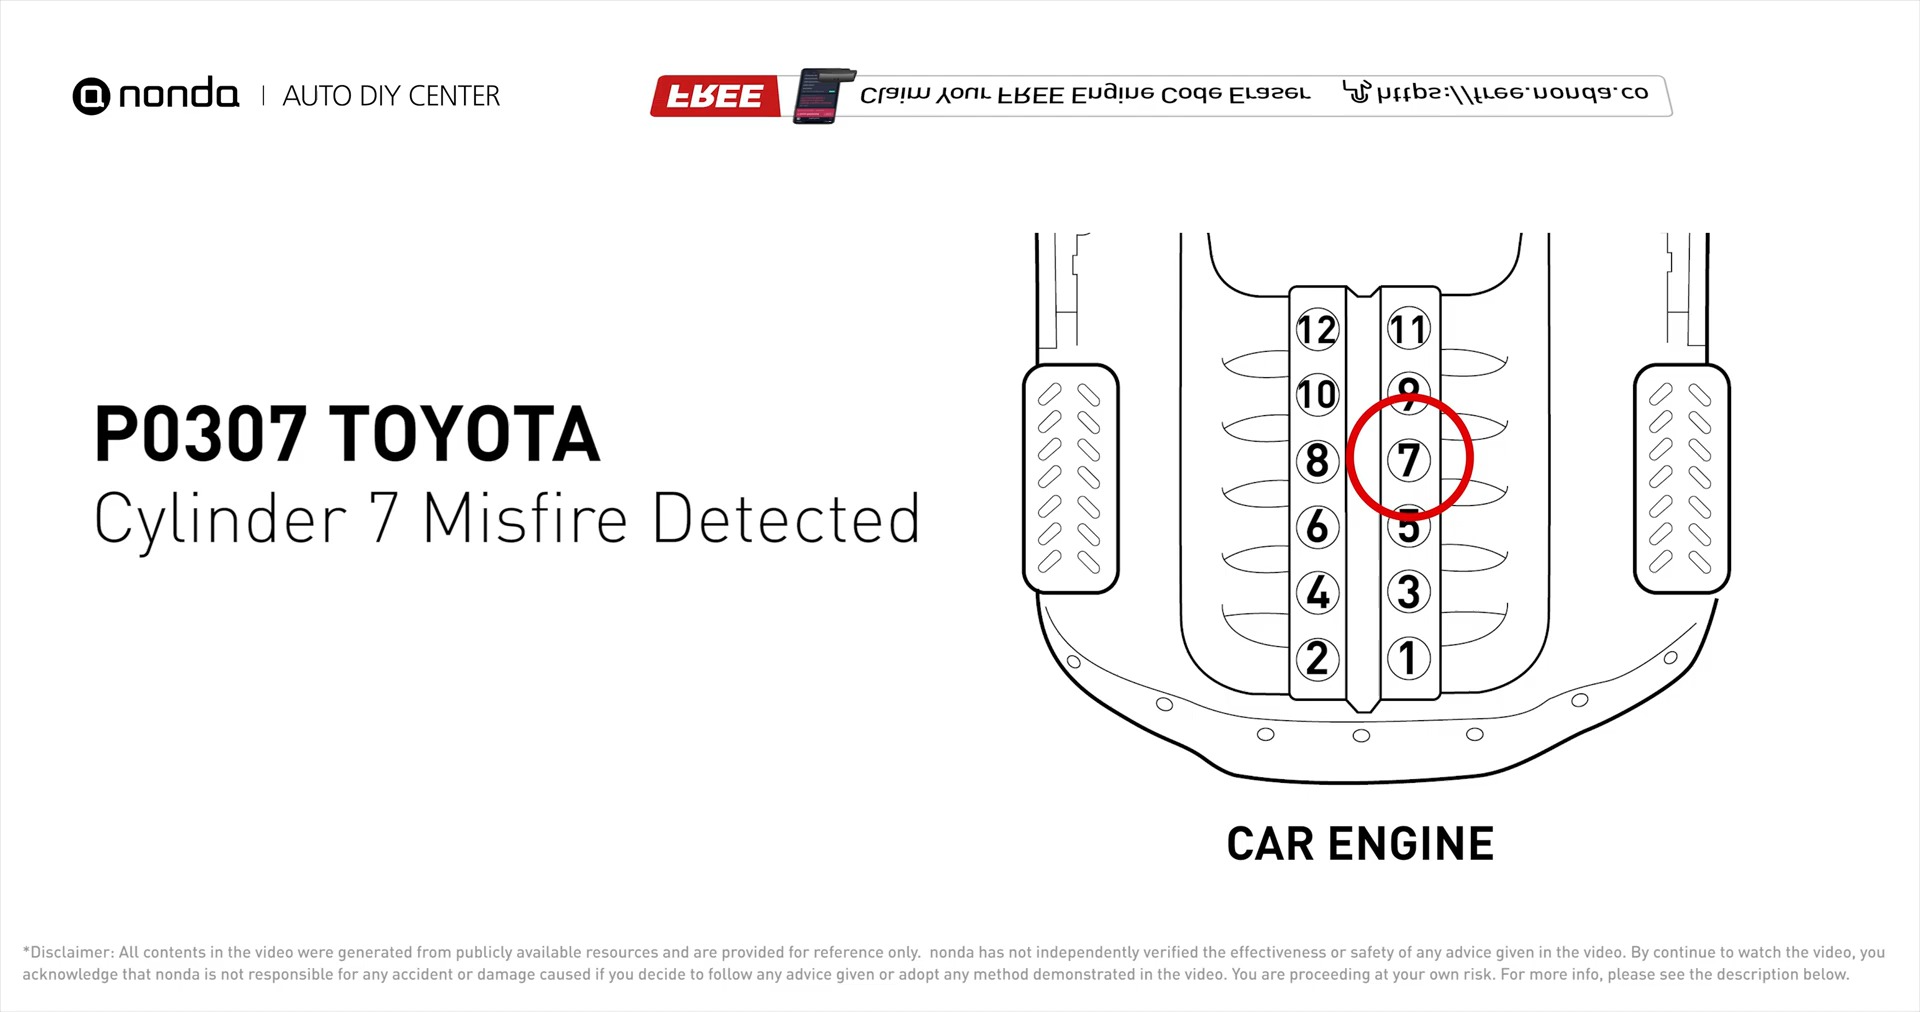 nonda | AUTO DIY CENTER
FREE Claim Your FREE Engine Code Eraser https://free.nonda.co
P0307 TOYOTA
Cylinder 7 Misfire Detected
12 11
10 9
8 7
6 5
4 3
2 1
CAR ENGINE
*Disclaimer: All contents in the video were generated from publicly available resources and are provided for reference only. nonda has not independently verified the effectiveness or safety of any advice given in the video. By continue to watch the video, you
acknowledge that nonda is not responsible for any accident or damage caused if you decide to follow any advice given or adopt any method demonstrated in the video. You are proceeding at your own risk. For more info, please see the description below.